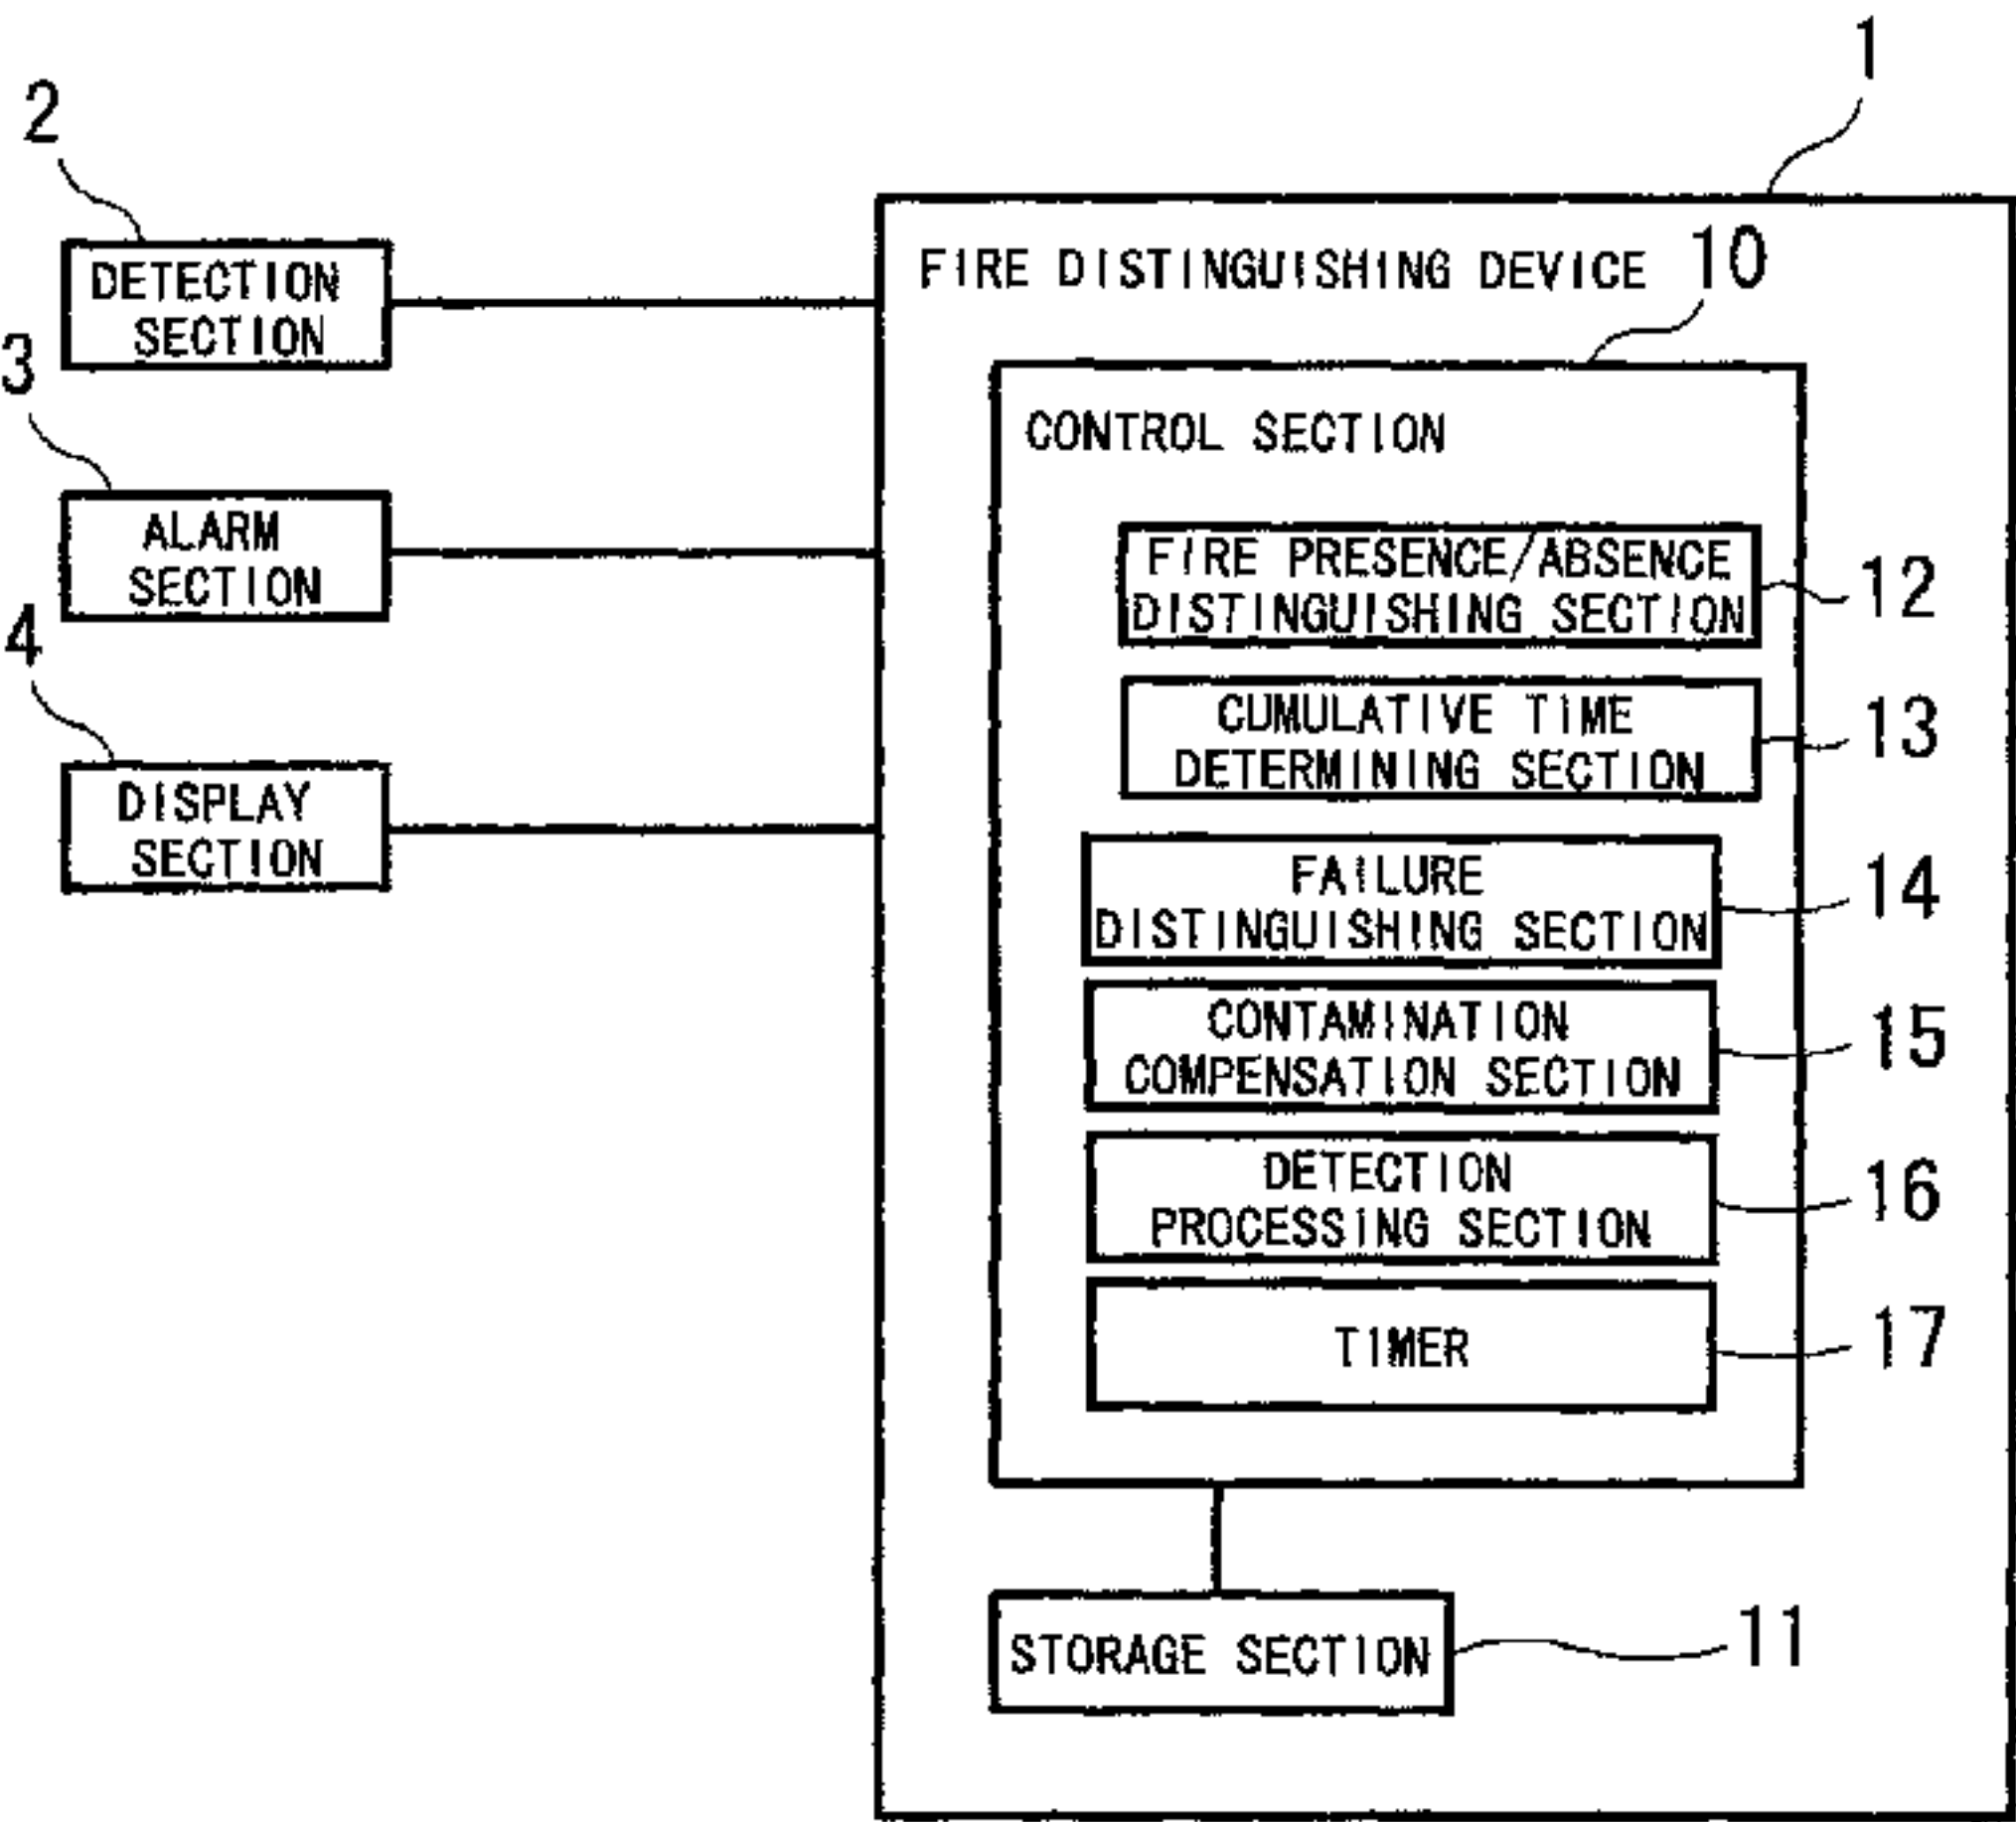 1
2
DETECTION
SECTION
3
ALARM
SECTION
4
DISPLAY
SECTION
FIRE DISTINGUISHING DEVICE
10
CONTROL SECTION
FIRE PRESENCE/ABSENCE
DISTINGUISHING SECTION
12
CUMULATIVE TIME
DETERMINING SECTION
13
FAILURE
DISTINGUISHING SECTION
14
CONTAMINATION
COMPENSATION SECTION
15
DETECTION
PROCESSING SECTION
16
TIMER
17
STORAGE SECTION
11